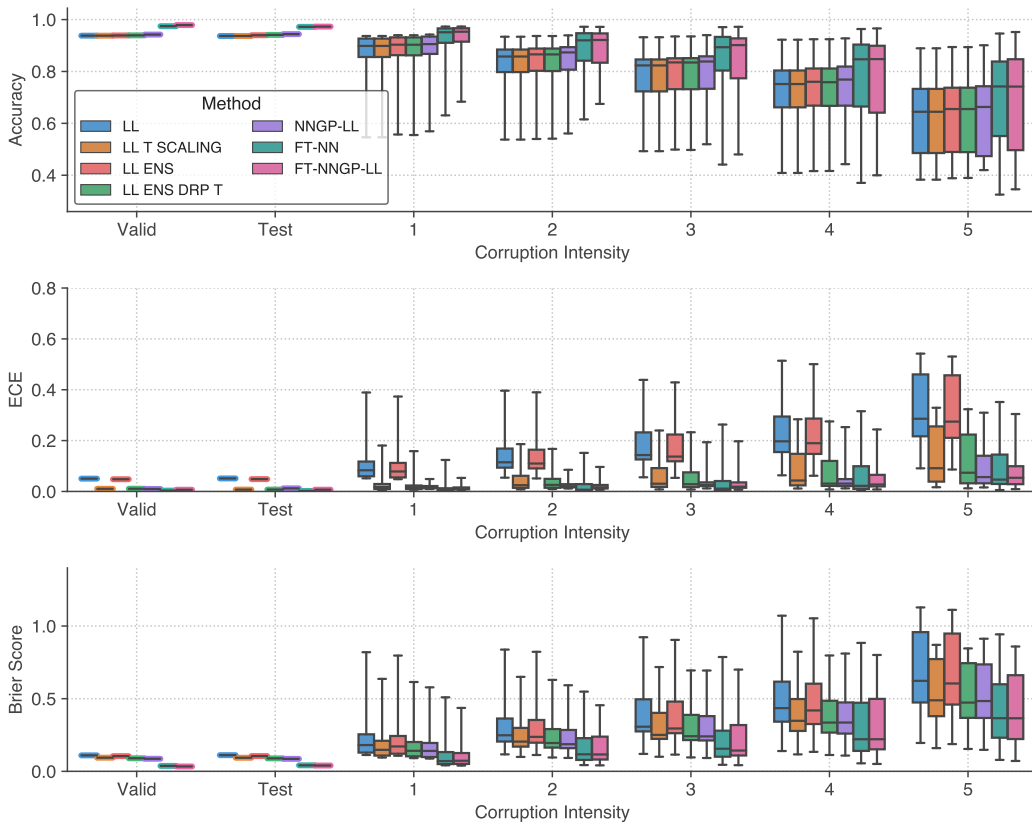 1.0
0.8
0.6
0.4
Accuracy
Method
LL
LL T SCALING
LL ENS
LL ENS DRP T
NNGP-LL
FT-NN
FT-NNGP-LL
Valid Test 1 2 3 4 5
Corruption Intensity
0.8
0.6
0.4
0.2
0.0
ECE
Valid Test 1 2 3 4 5
Corruption Intensity
1.0
0.5
0.0
Brier Score
Valid Test 1 2 3 4 5
Corruption Intensity